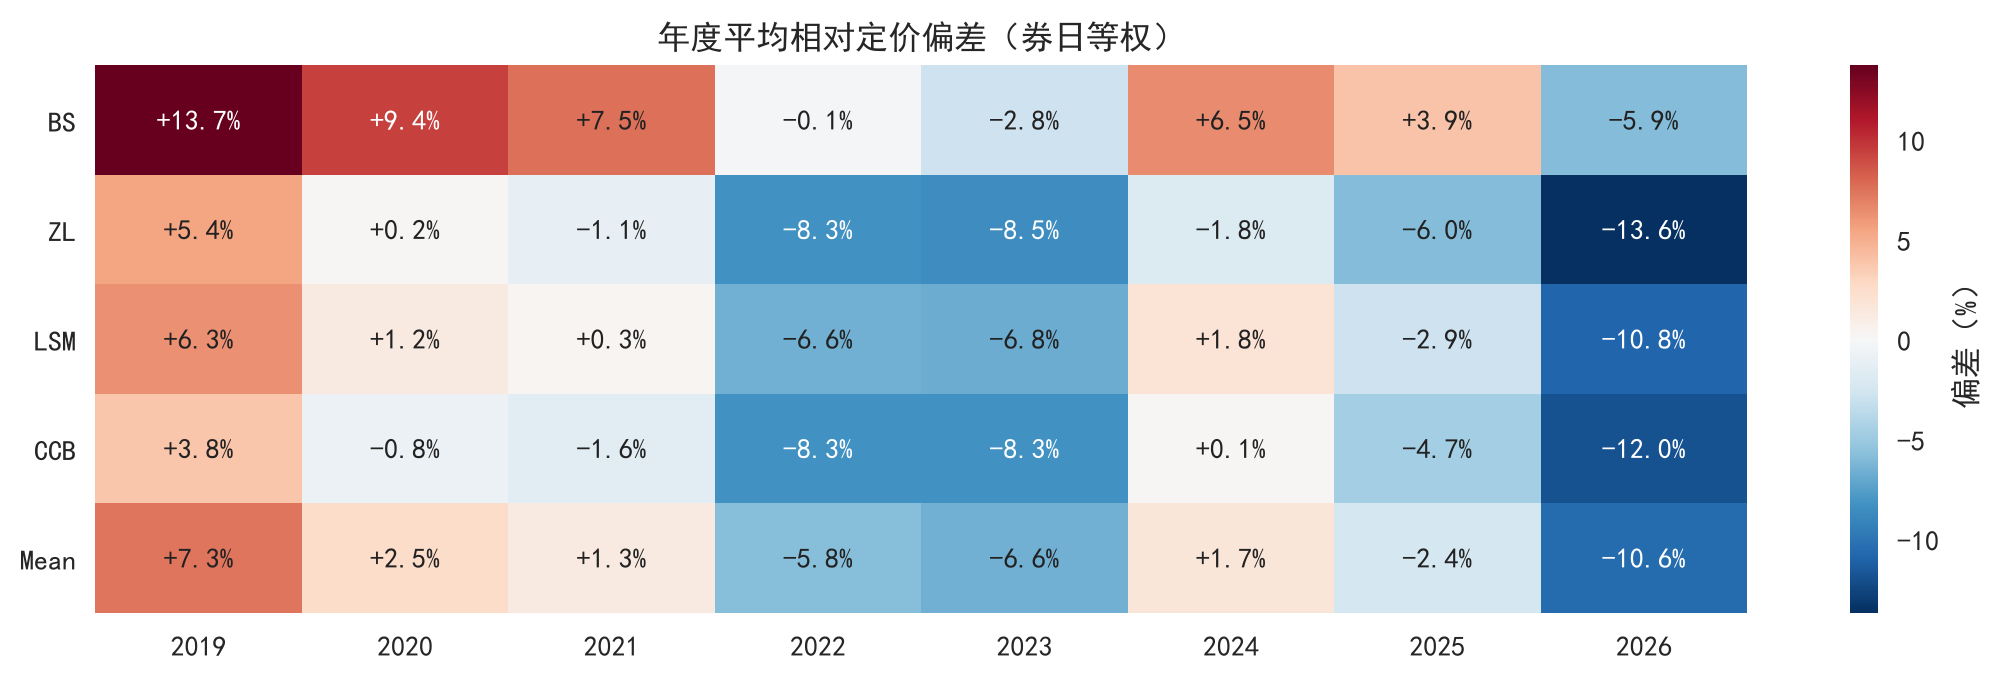 年度平均相对定价偏差（券日等权）
BS +13.7% +9.4% +7.5% −0.1% −2.8% +6.5% +3.9% −5.9%
ZL +5.4% +0.2% −1.1% −8.3% −8.5% −1.8% −6.0% −13.6%
LSM +6.3% +1.2% +0.3% −6.6% −6.8% +1.8% −2.9% −10.8%
CCB +3.8% −0.8% −1.6% −8.3% −8.3% +0.1% −4.7% −12.0%
Mean +7.3% +2.5% +1.3% −5.8% −6.6% +1.7% −2.4% −10.6%
2019 2020 2021 2022 2023 2024 2025 2026
10
5
0
−5
−10
偏差（%）